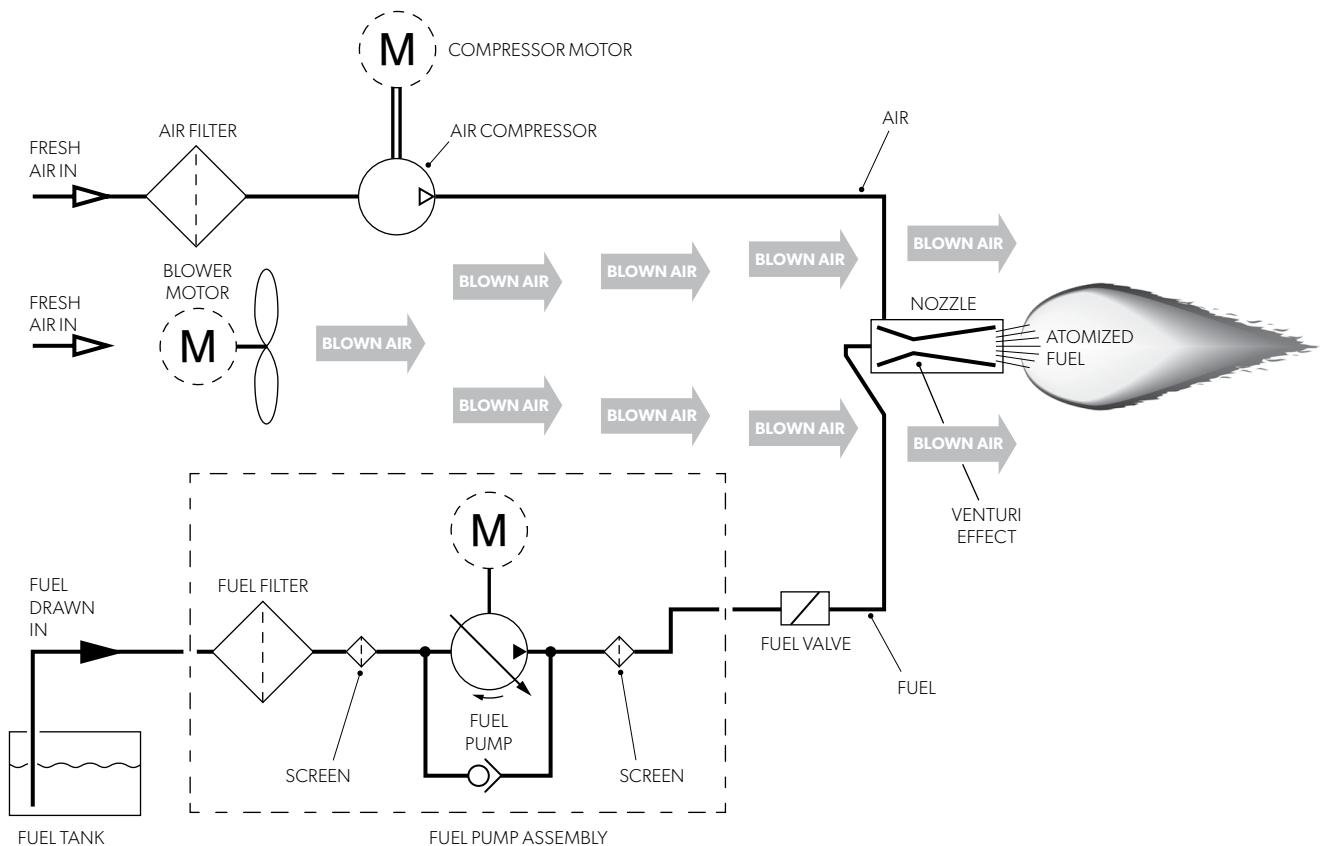 M
COMPRESSOR MOTOR
AIR FILTER
AIR COMPRESSOR
AIR
FRESH
AIR IN
BLOWN AIR
BLOWN AIR
BLOWN AIR
BLOWN AIR
BLOWER
MOTOR
FRESH
AIR IN
M
BLOWN AIR
NOZZLE
ATOMIZED
FUEL
BLOWN AIR
BLOWN AIR
BLOWN AIR
BLOWN AIR
VENTURI
EFFECT
M
FUEL
DRAWN
IN
FUEL FILTER
FUEL VALVE
FUEL
FUEL
PUMP
SCREEN
SCREEN
FUEL TANK
FUEL PUMP ASSEMBLY